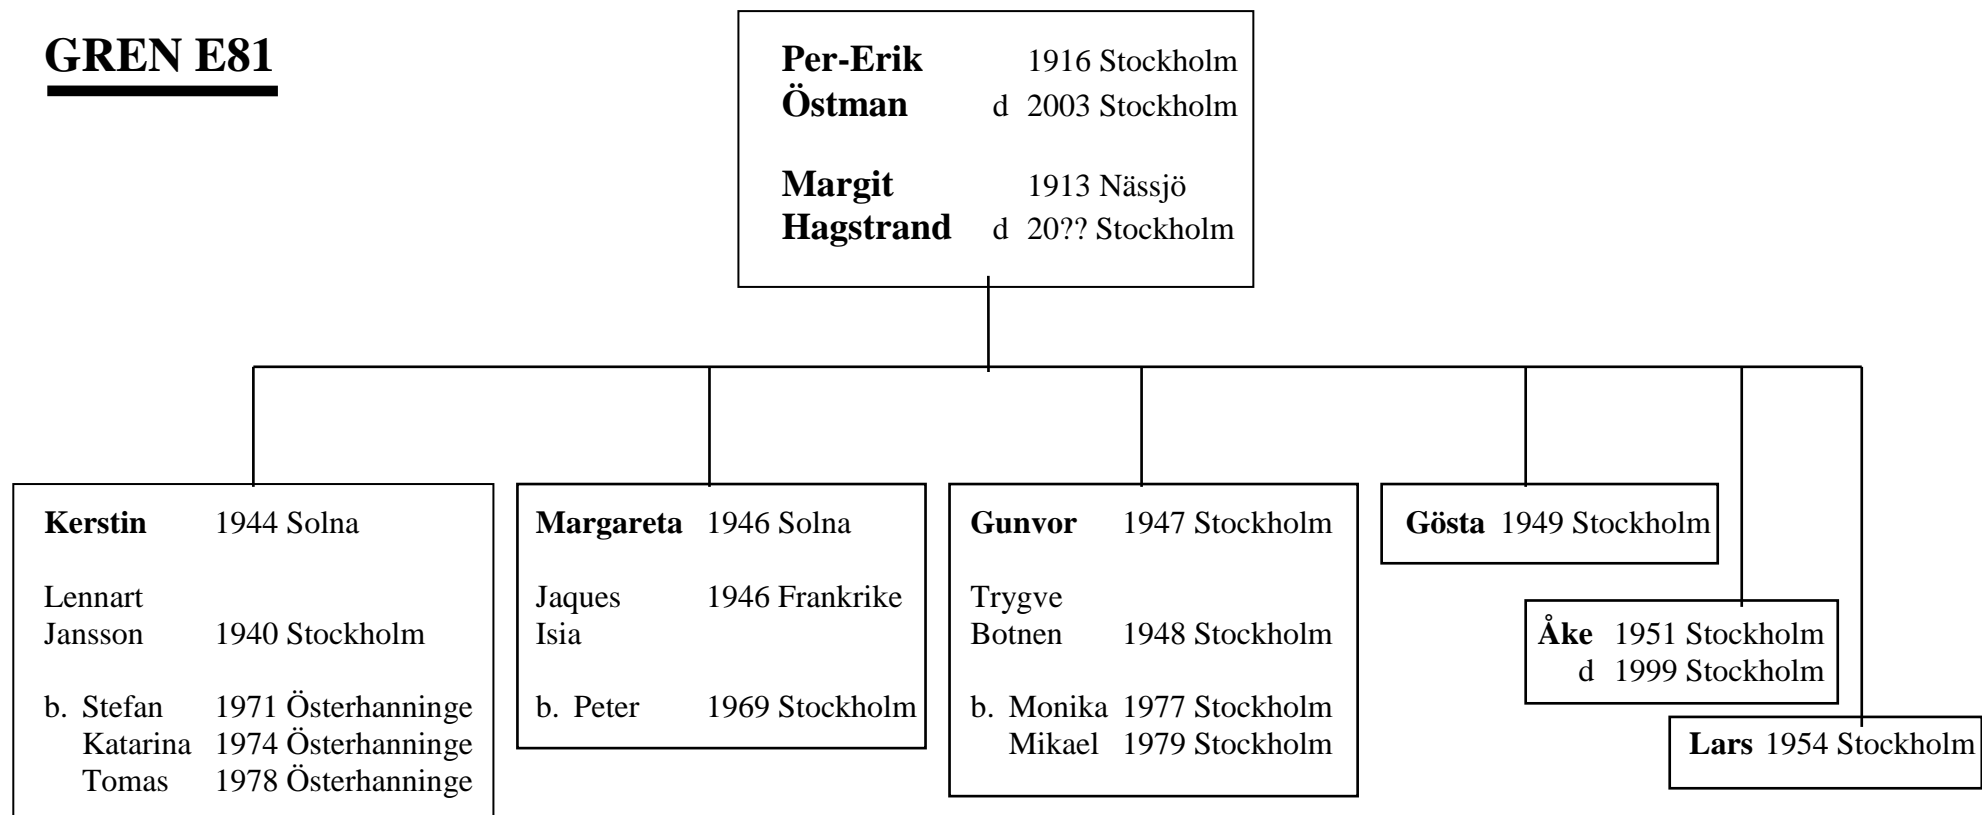 GREN E81
Per-Erik 1916 Stockholm
Östman d 2003 Stockholm
Margit 1913 Nässjö
Hagstrand d 20?? Stockholm
Kerstin 1944 Solna
Lennart
Jansson 1940 Stockholm
b. Stefan 1971 Österhanninge
Katarina 1974 Österhanninge
Tomas 1978 Österhanninge
Margareta 1946 Solna
Jaques 1946 Frankrike
Isia
b. Peter 1969 Stockholm
Gunvor 1947 Stockholm
Trygve
Botnen 1948 Stockholm
b. Monika 1977 Stockholm
Mikael 1979 Stockholm
Gösta 1949 Stockholm
Åke 1951 Stockholm
d 1999 Stockholm
Lars 1954 Stockholm